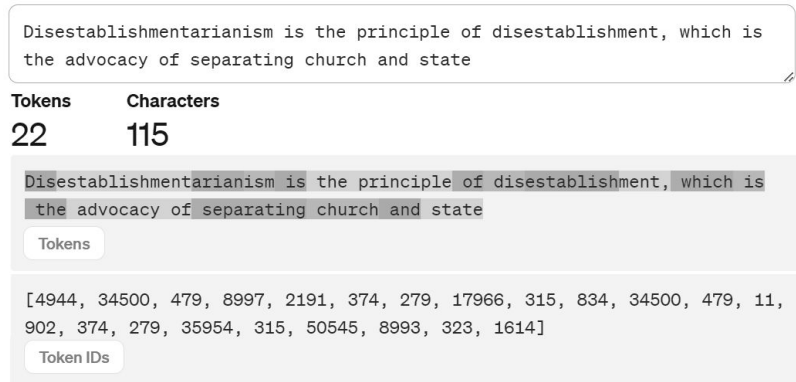 Disestablishmentarianism is the principle of disestablishment, which is
the advocacy of separating church and state
Tokens Characters
22 115
Disestablishmentarianism is the principle of disestablishment, which is
the advocacy of separating church and state
Tokens
[4944, 34500, 479, 8997, 2191, 374, 279, 17966, 315, 834, 34500, 479, 11,
902, 374, 279, 35954, 315, 50545, 8993, 323, 1614]
Token IDs